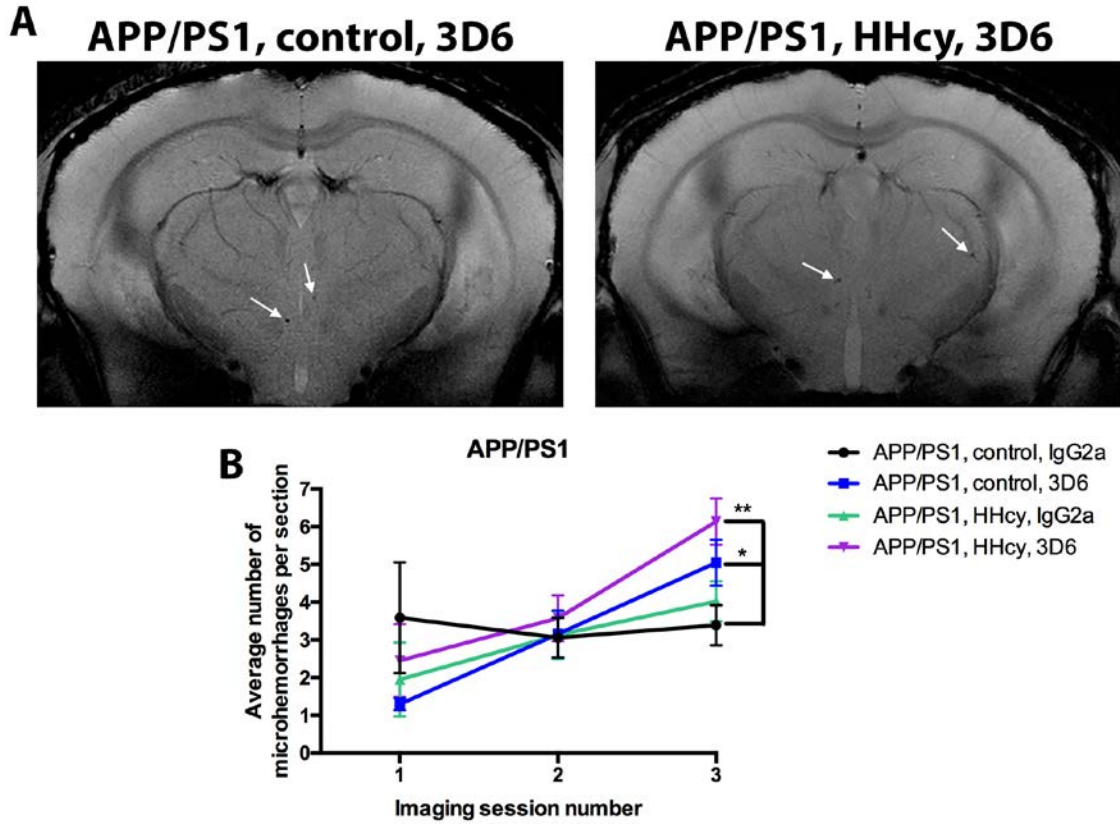 A
APP/PS1, control, 3D6
APP/PS1, HHcy, 3D6
B
APP/PS1
Average number of
microhemorrhages per section
7
6
5
4
3
2
1
0
1
2
3
Imaging session number
**
*
APP/PS1, control, IgG2a
APP/PS1, control, 3D6
APP/PS1, HHcy, IgG2a
APP/PS1, HHcy, 3D6